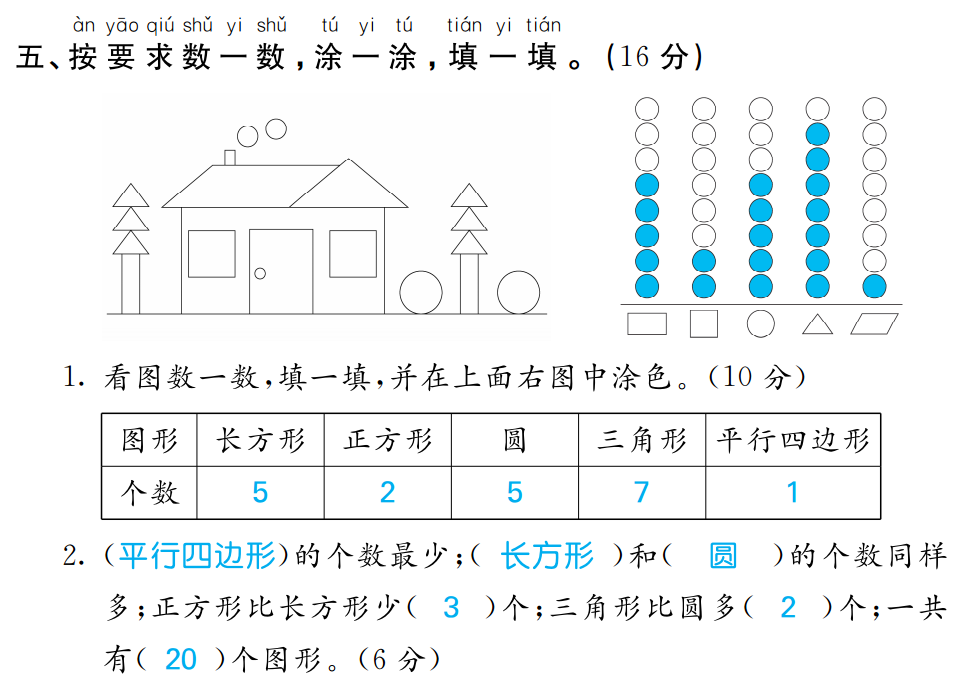 àn yāo qiú shǔ yi shǔ tú yi tú tián yi tián
五、按要求数一数,涂一涂,填一填。(16分)
1. 看图数一数,填一填,并在上面右图中涂色。(10分)
图形 长方形 正方形 圆 三角形 平行四边形
个数 5 2 5 7 1
2. (平行四边形)的个数最少;( 长方形 )和( 圆 )的个数同样
多;正方形比长方形少( 3 )个;三角形比圆多( 2 )个;一共
有( 20 )个图形。(6分)